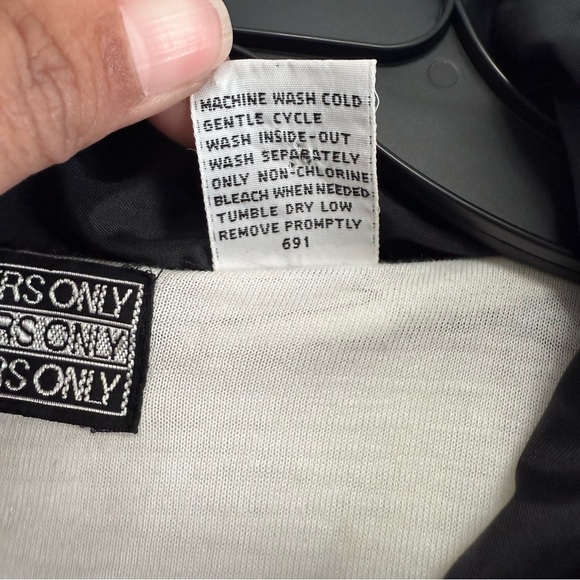 MACHINE WASH COLD
GENTLE CYCLE
WASH INSIDE-OUT
WASH SEPARATELY
ONLY NON-CHLORINE
BLEACH WHEN NEEDED
TUMBLE DRY LOW
REMOVE PROMPTLY
691
RS ONLY
RS ONLY
RS ONLY